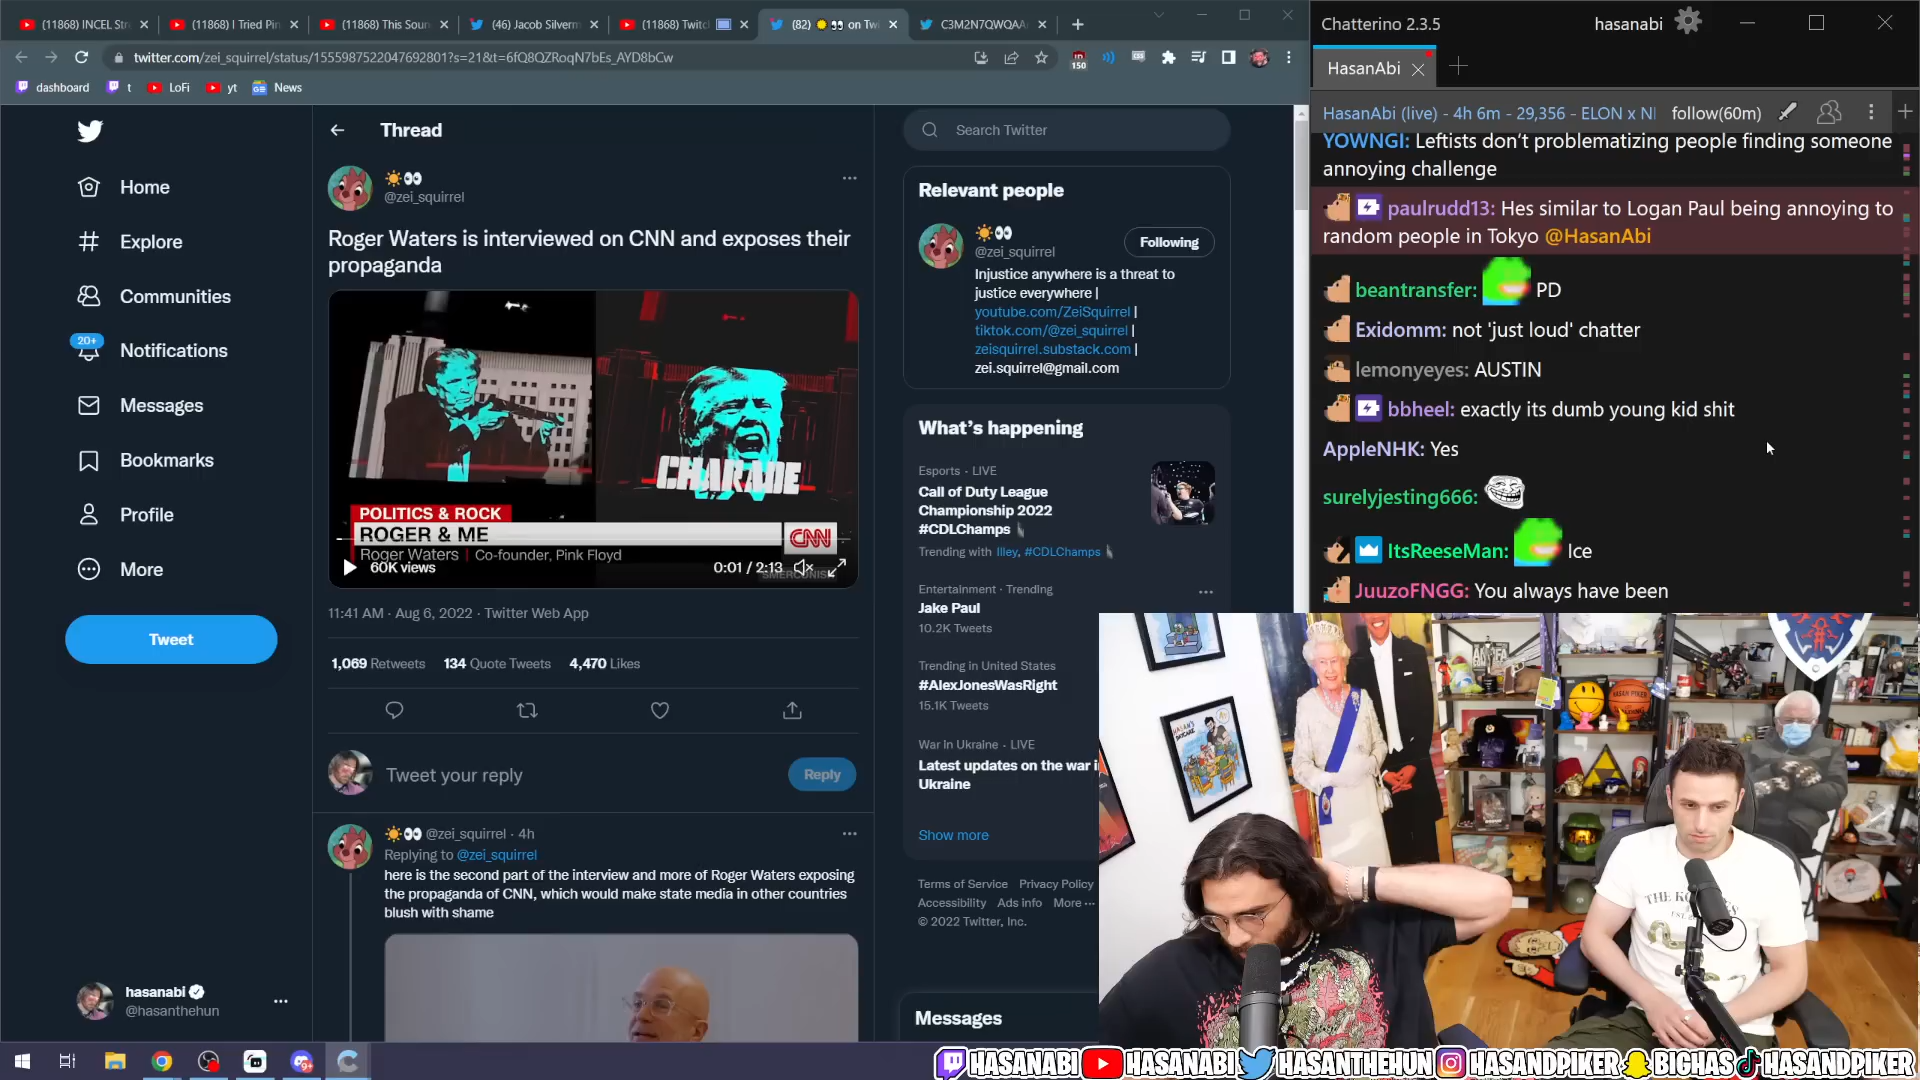 (11868) INCEL Str
(11868) I Tried Pin
(11868) This Soun
(46) Jacob Silverm
(11868) Twitch
(82) ☀️👀 on Twi
C3M2N7QWQAA
twitter.com/zei_squirrel/status/1555987522047692801?s=21&t=6fQ8QZRoqN7bEs_AYD8bCw
150
dashboard
t
LoFi
yt
News
Home
Explore
Communities
20+
Notifications
Messages
Bookmarks
Profile
More
Tweet
hasanabi
@hasanthehun
Thread
☀️👀
@zei_squirrel
Roger Waters is interviewed on CNN and exposes their
propaganda
CHARADE
POLITICS & ROCK
ROGER & ME
CNN
Roger Waters | Co-founder, Pink Floyd
60K views
0:01 / 2:13
SMERCONISH
11:41 AM · Aug 6, 2022 · Twitter Web App
1,069 Retweets 134 Quote Tweets 4,470 Likes
Tweet your reply
Reply
☀️👀 @zei_squirrel · 4h
Replying to @zei_squirrel
here is the second part of the interview and more of Roger Waters exposing
the propaganda of CNN, which would make state media in other countries
blush with shame
Search Twitter
Relevant people
☀️👀
@zei_squirrel
Following
Injustice anywhere is a threat to
justice everywhere |
youtube.com/ZeiSquirrel |
tiktok.com/@zei_squirrel |
zeisquirrel.substack.com |
zei.squirrel@gmail.com
What's happening
Esports · LIVE
Call of Duty League
Championship 2022
#CDLChamps
Trending with Illey, #CDLChamps
Entertainment · Trending
Jake Paul
10.2K Tweets
Trending in United States
#AlexJonesWasRight
15.1K Tweets
War in Ukraine · LIVE
Latest updates on the war i
Ukraine
Show more
Terms of Service Privacy Policy
Accessibility Ads info More ···
© 2022 Twitter, Inc.
Messages
Chatterino 2.3.5
hasanabi
HasanAbi
HasanAbi (live) - 4h 6m - 29,356 - ELON x NI
follow(60m)
YOWNGI: Leftists don't problematizing people finding someone
annoying challenge
paulrudd13: Hes similar to Logan Paul being annoying to
random people in Tokyo @HasanAbi
beantransfer: PD
Exidomm: not 'just loud' chatter
lemonyeyes: AUSTIN
bbheel: exactly its dumb young kid shit
AppleNHK: Yes
surelyjesting666:
ItsReeseMan: Ice
JuuzoFNGG: You always have been
HASAN PIKER
HASANABI HASANABI HASANTHEHUN HASANDPIKER BIGHAS HASANDPIKER